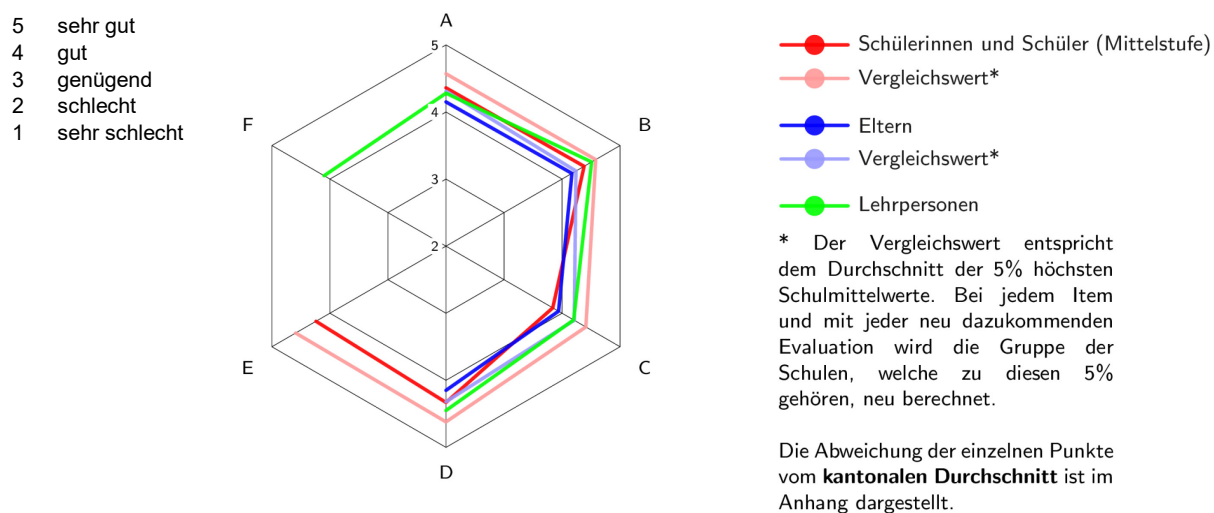 5 sehr gut
4 gut
3 genügend
2 schlecht
1 sehr schlecht
A
5
4
3
2
B
C
D
E
F
Schülerinnen und Schüler (Mittelstufe)
Vergleichswert*
Eltern
Vergleichswert*
Lehrpersonen
* Der Vergleichswert entspricht
dem Durchschnitt der 5% höchsten
Schulmittelwerte. Bei jedem Item
und mit jeder neu dazukommenden
Evaluation wird die Gruppe der
Schulen, welche zu diesen 5%
gehören, neu berechnet.
Die Abweichung der einzelnen Punkte
vom kantonalen Durchschnitt ist im
Anhang dargestellt.